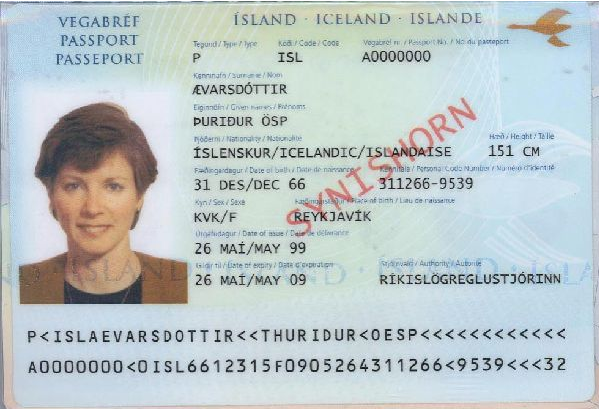 VEGABRÉF
PASSPORT
PASSEPORT
ÍSLAND · ICELAND · ISLANDE
Tegund / Type / Type
Kóði / Code / Code
Vegabréf nr. / Passport No. / No du passeport
P
ISL
A0000000
Kenninafn / Surname / Nom
ÆVARSDÓTTIR
Eiginnöfn / Given names / Prénoms
ÞURIÐUR ÖSP
Þjóðerni / Nationality / Nationalité
Hæð / Height / Taille
ÍSLENSKUR/ICELANDIC/ISLANDAISE
151 CM
Fæðingardagur / Date of birth / Date de naissance
Kennitala / Personal Code Number / Numéro d'identité
31 DES/DEC 66
311266-9539
Kyn / Sex / Sexe
Fæðingarstaður / Place of birth / Lieu de naissance
KVK/F
REYKJAVÍK
Útgáfudagur / Date of issue / Date de délivrance
26 MAÍ/MAY 99
Gildir til / Date of expiry / Date d'expiration
Stjórnvald / Authority / Autorité
26 MAÍ/MAY 09
RÍKISLÖGREGLUSTJÓRINN
SYNISHORN
P<ISLAEVARSDOTTIR<<THURIDUR<OESP<<<<<<<<<<<<
A0000000<0ISL6612315F0905264311266<9539<<<32